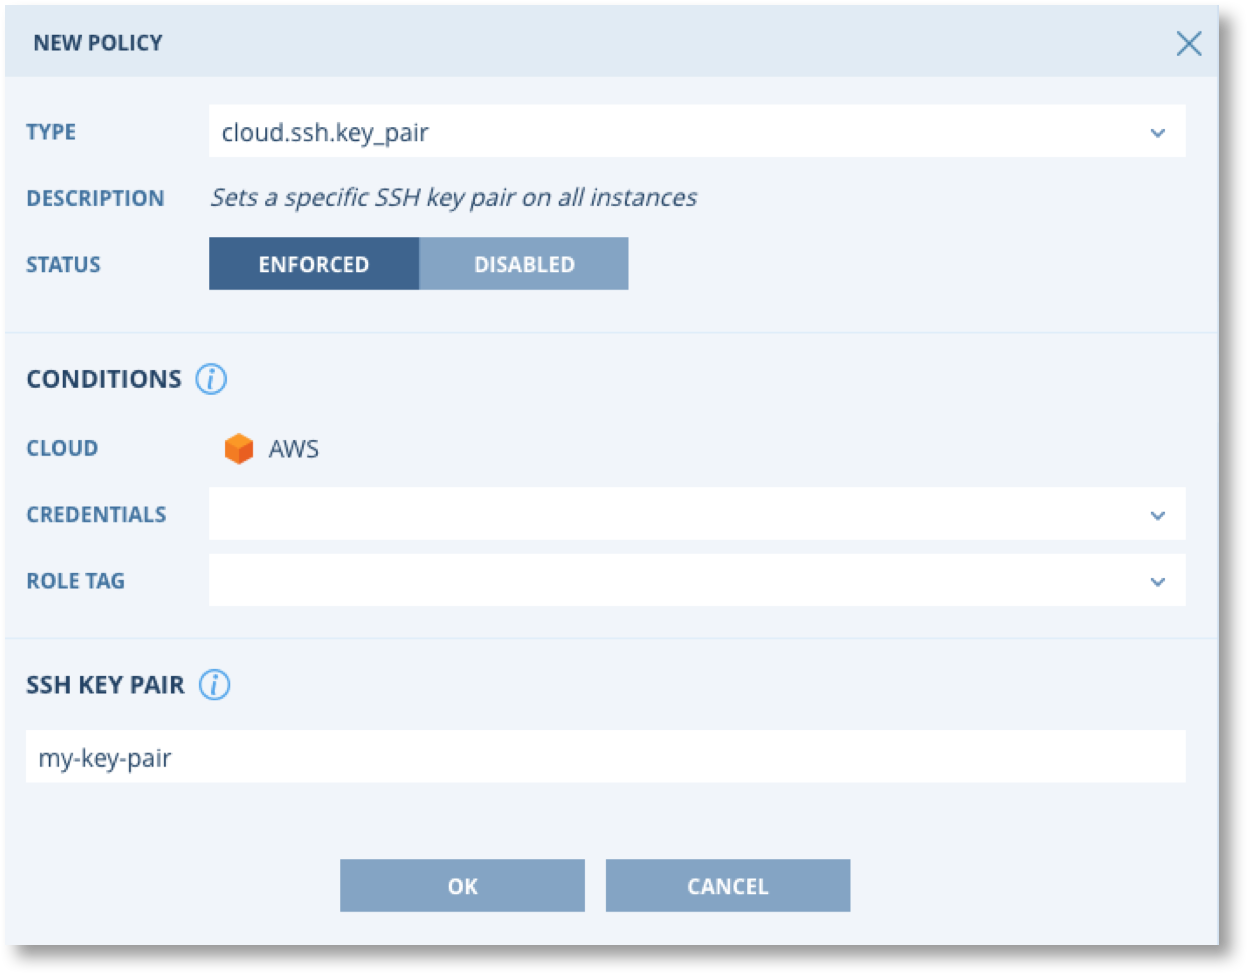 NEW POLICY
TYPE cloud.ssh.key_pair
DESCRIPTION Sets a specific SSH key pair on all instances
STATUS ENFORCED DISABLED
CONDITIONS i
CLOUD AWS
CREDENTIALS
ROLE TAG
SSH KEY PAIR i
my-key-pair
OK CANCEL